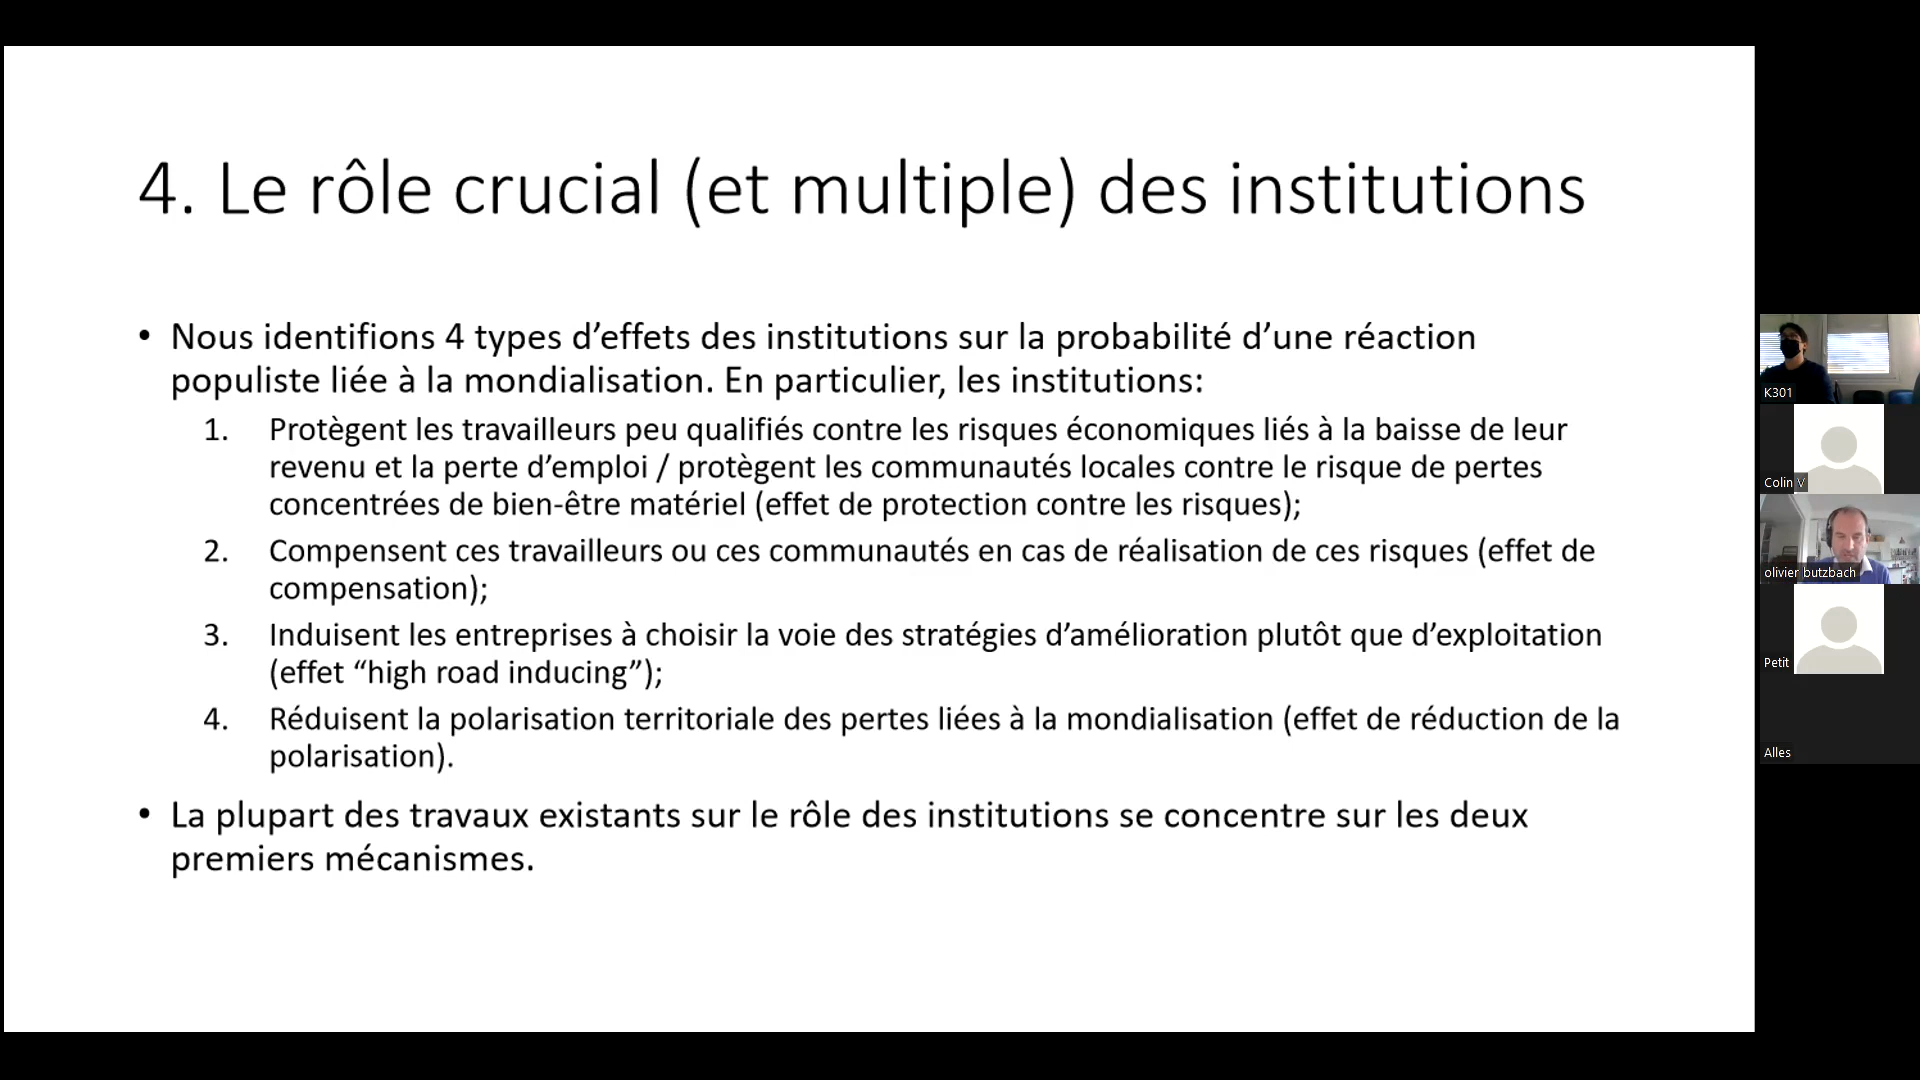 4. Le rôle crucial (et multiple) des institutions
• Nous identifions 4 types d’effets des institutions sur la probabilité d’une réaction
populiste liée à la mondialisation. En particulier, les institutions:
1. Protègent les travailleurs peu qualifiés contre les risques économiques liés à la baisse de leur
revenu et la perte d’emploi / protègent les communautés locales contre le risque de pertes
concentrées de bien-être matériel (effet de protection contre les risques);
2. Compensent ces travailleurs ou ces communautés en cas de réalisation de ces risques (effet de
compensation);
3. Induisent les entreprises à choisir la voie des stratégies d’amélioration plutôt que d’exploitation
(effet “high road inducing”);
4. Réduisent la polarisation territoriale des pertes liées à la mondialisation (effet de réduction de la
polarisation).
• La plupart des travaux existants sur le rôle des institutions se concentre sur les deux
premiers mécanismes.
K301
Colin V
olivier butzbach
Petit
Alles